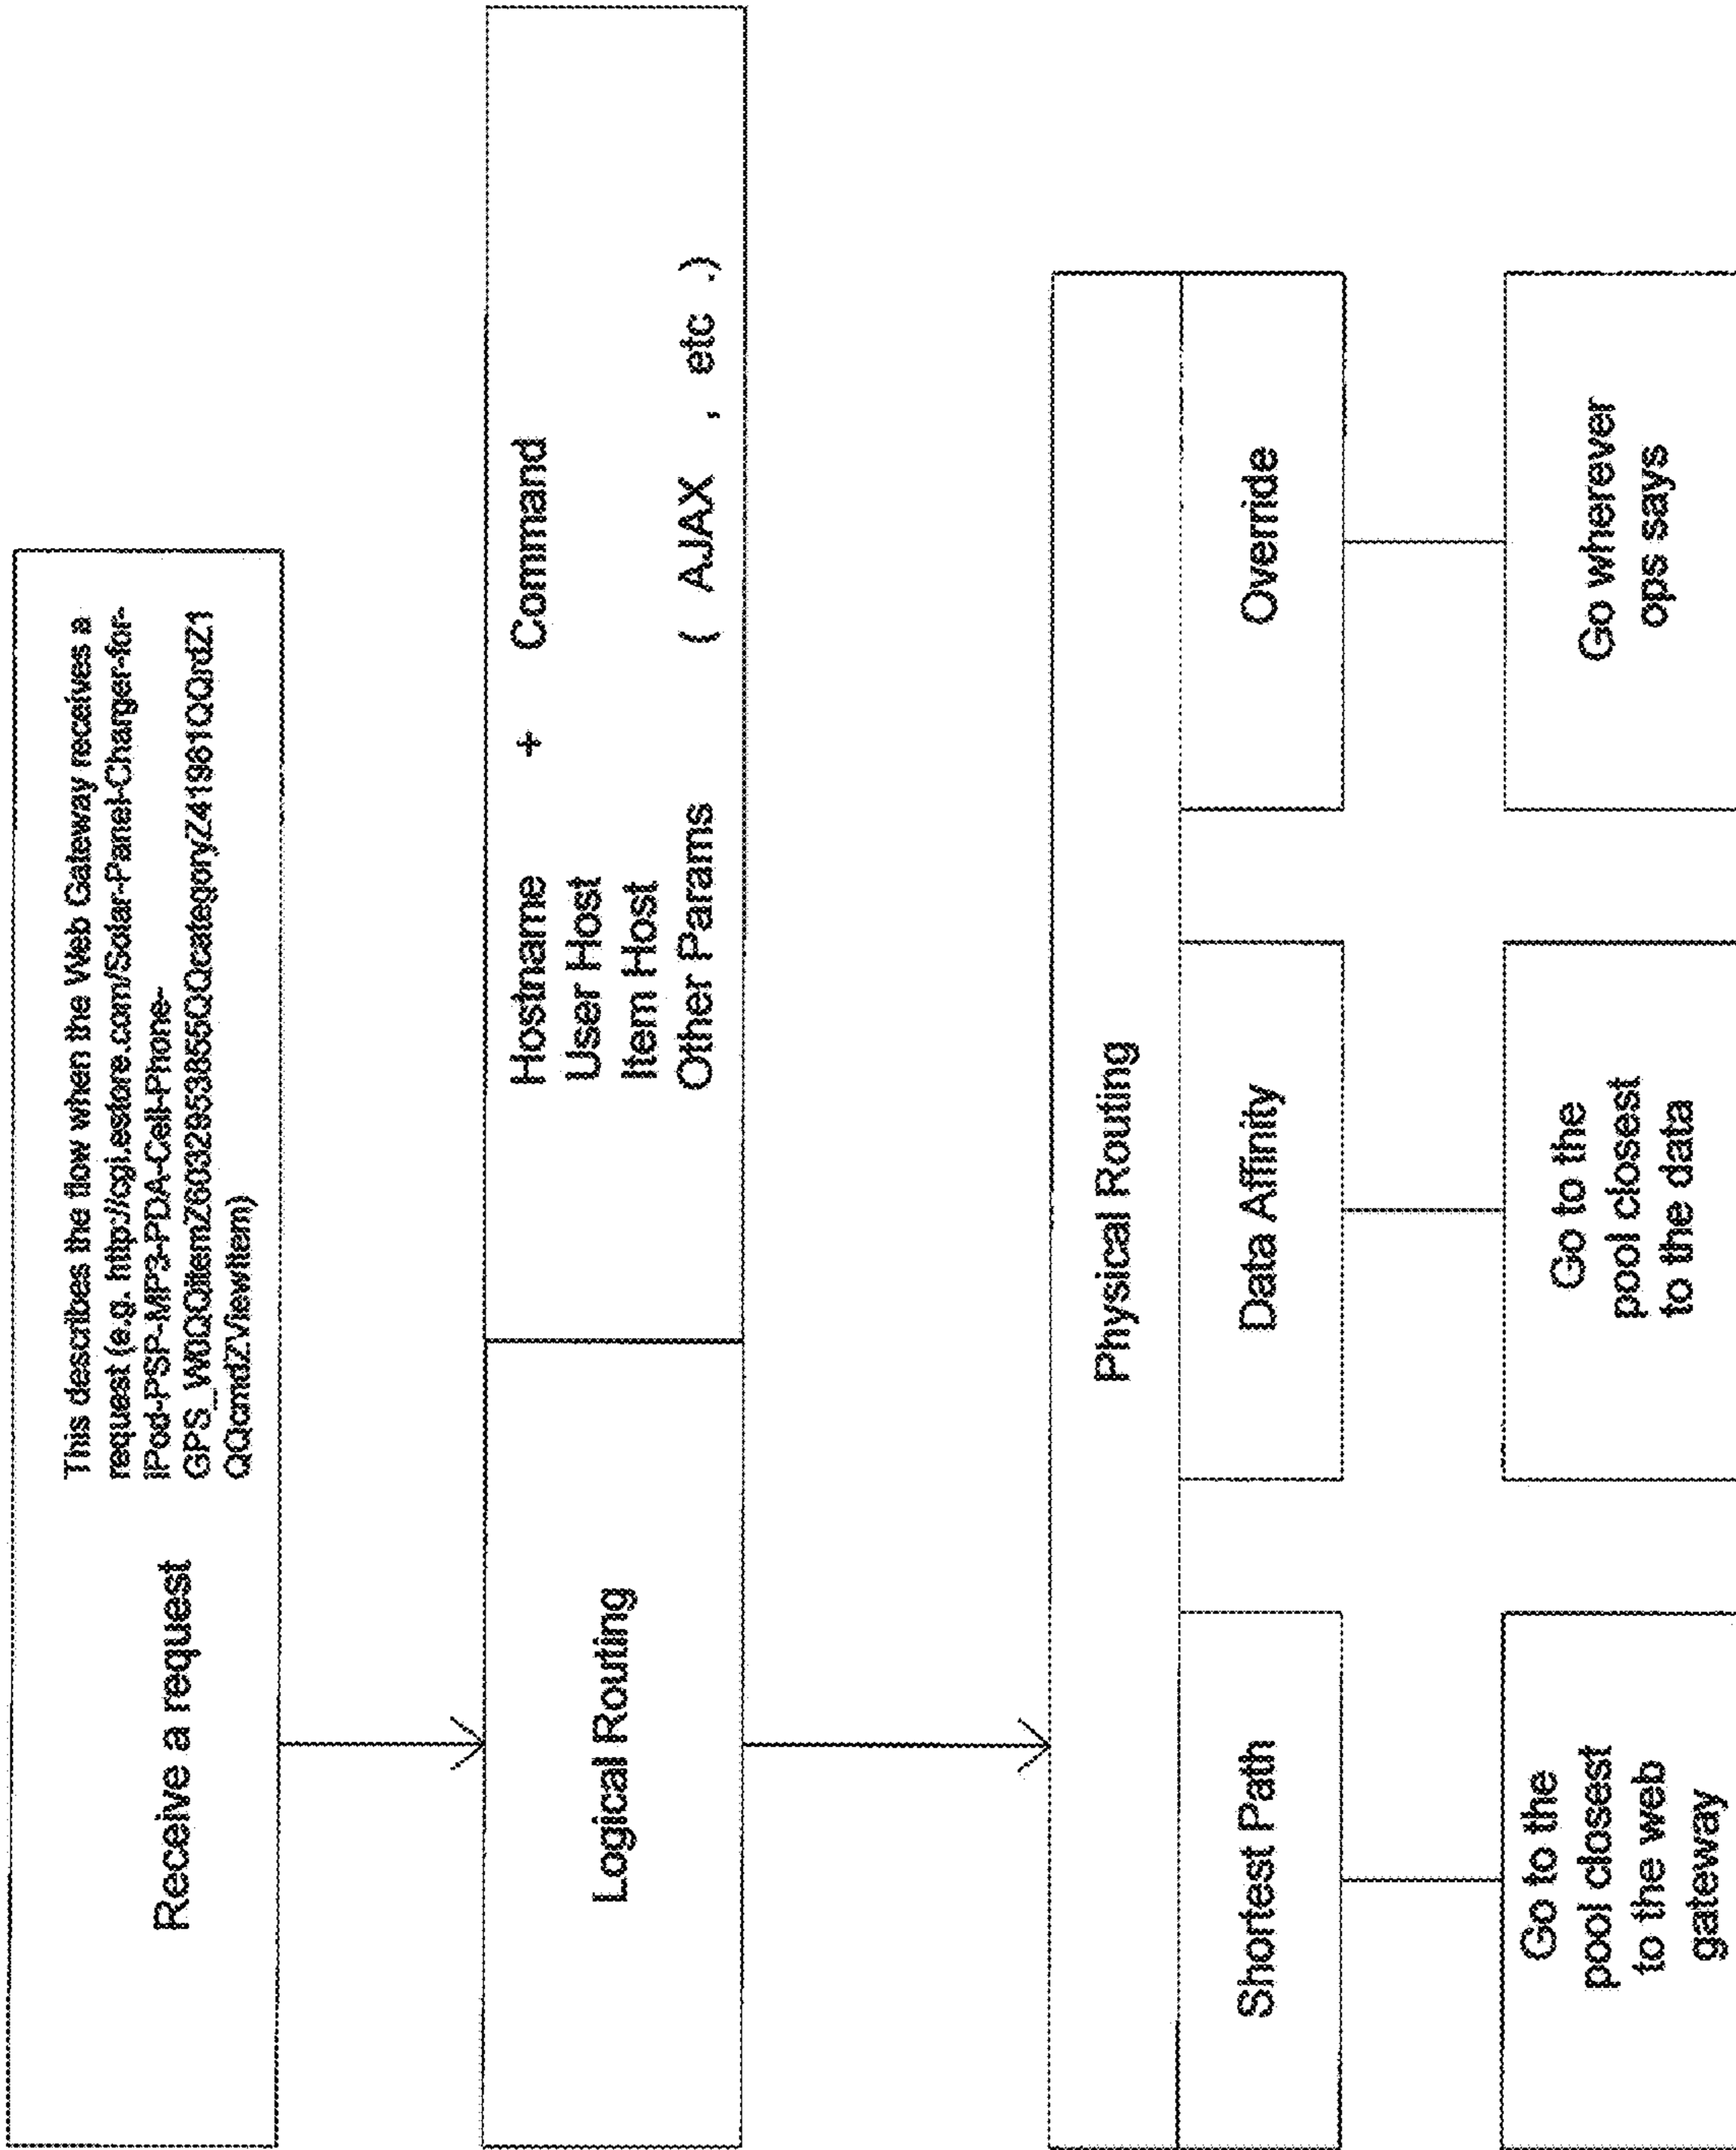 Receive a request
This describes the flow when the Web Gateway receives a
request (e.g. http://cgi.estore.com/Solar-Panel-Charger-for-
iPod-PSP-MP3-PDA-Cell-Phone-
GPS_W0QQitemZ6032953855QQcategoryZ41961QQrdZ1
QQcmdZViewItem)
Logical Routing
Hostname + Command
User Host
Item Host
Other Params ( AJAX , etc .)
Physical Routing
Shortest Path
Data Affinity
Override
Go to the
pool closest
to the web
gateway
Go to the
pool closest
to the data
Go wherever
ops says